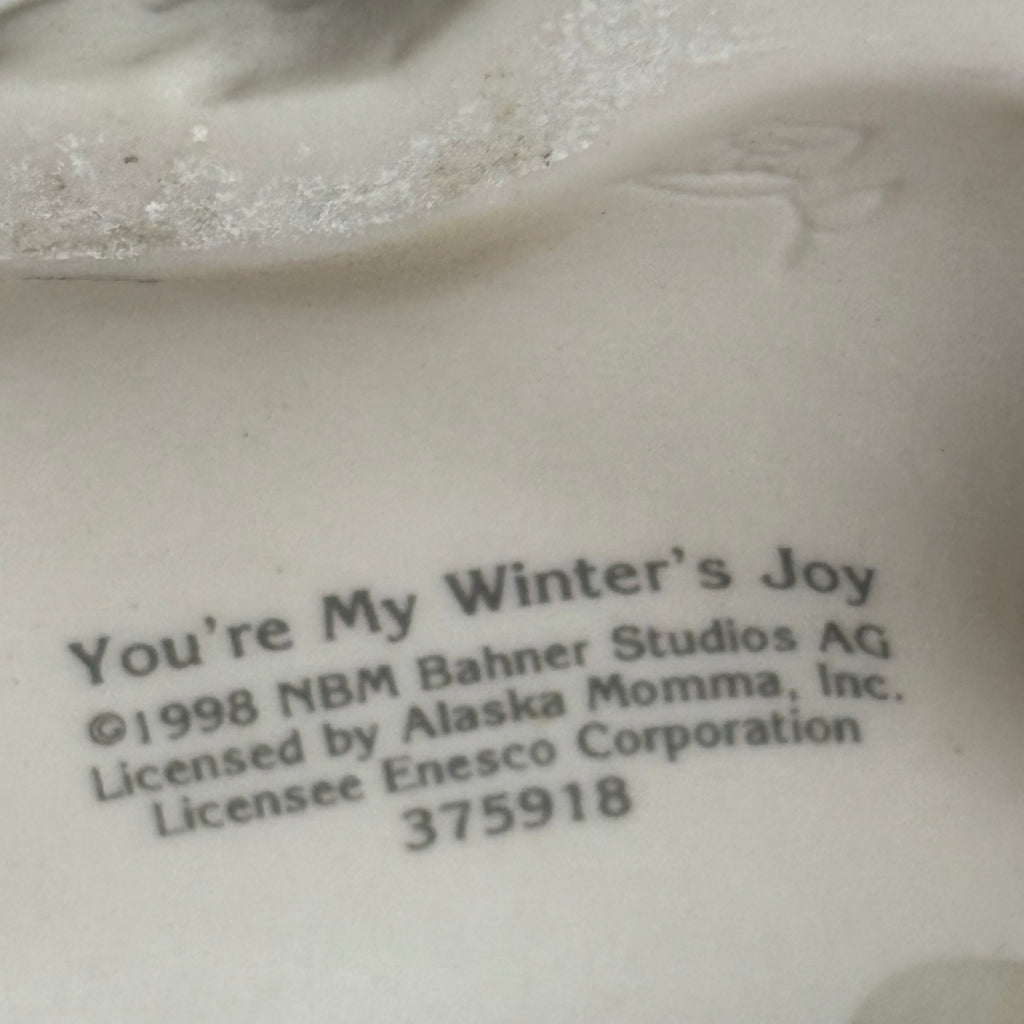 You're My Winter's Joy
©1998 NBM Bahner Studios AG
Licensed by Alaska Momma, Inc.
Licensee Enesco Corporation
375918